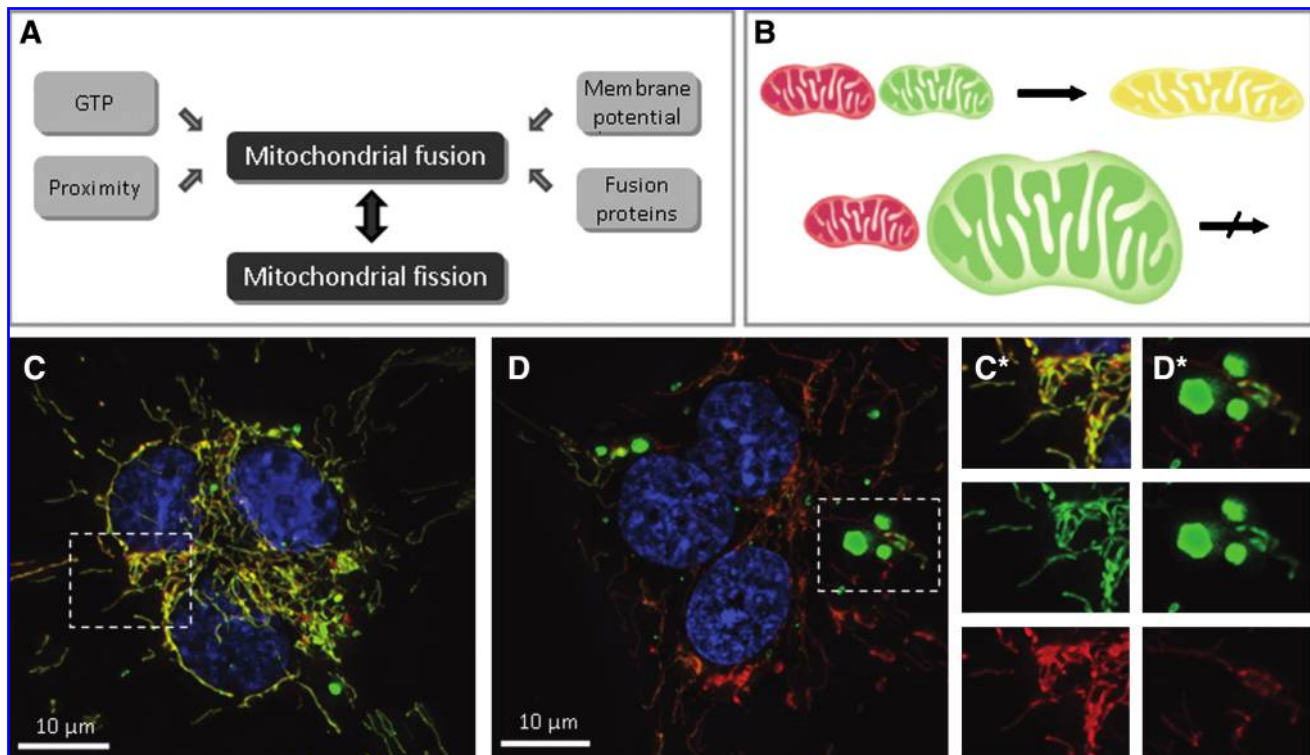 A
GTP
Proximity
Mitochondrial fusion
Mitochondrial fission
Membrane
potential
Fusion
proteins
B
C
10 µm
D
10 µm
C*
D*